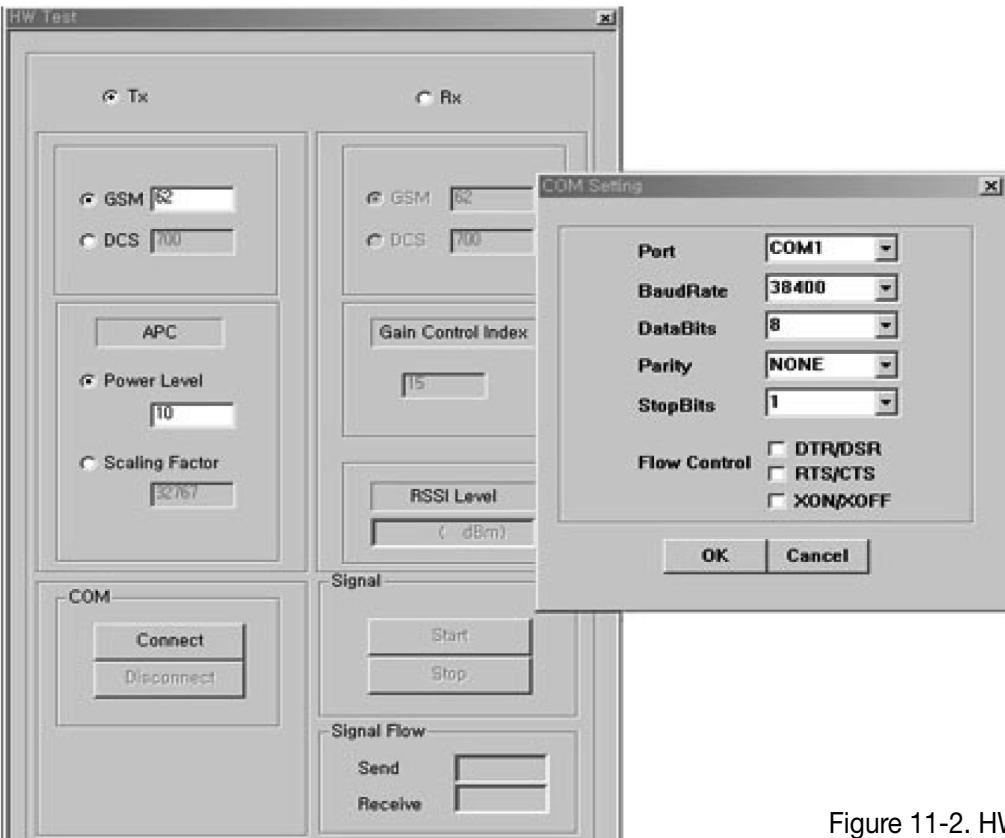 HW Test
Tx
Rx
GSM 62
DCS 700
GSM 62
DCS 700
APC
Power Level
10
Scaling Factor
32767
Gain Control Index
15
RSSI Level
( dBm)
COM
Connect
Disconnect
Signal
Start
Stop
Signal Flow
Send
Receive
COM Setting
Port COM1
BaudRate 38400
DataBits 8
Parity NONE
StopBits 1
Flow Control
DTR/DSR
RTS/CTS
XON/XOFF
OK Cancel
Figure 11-2. HW